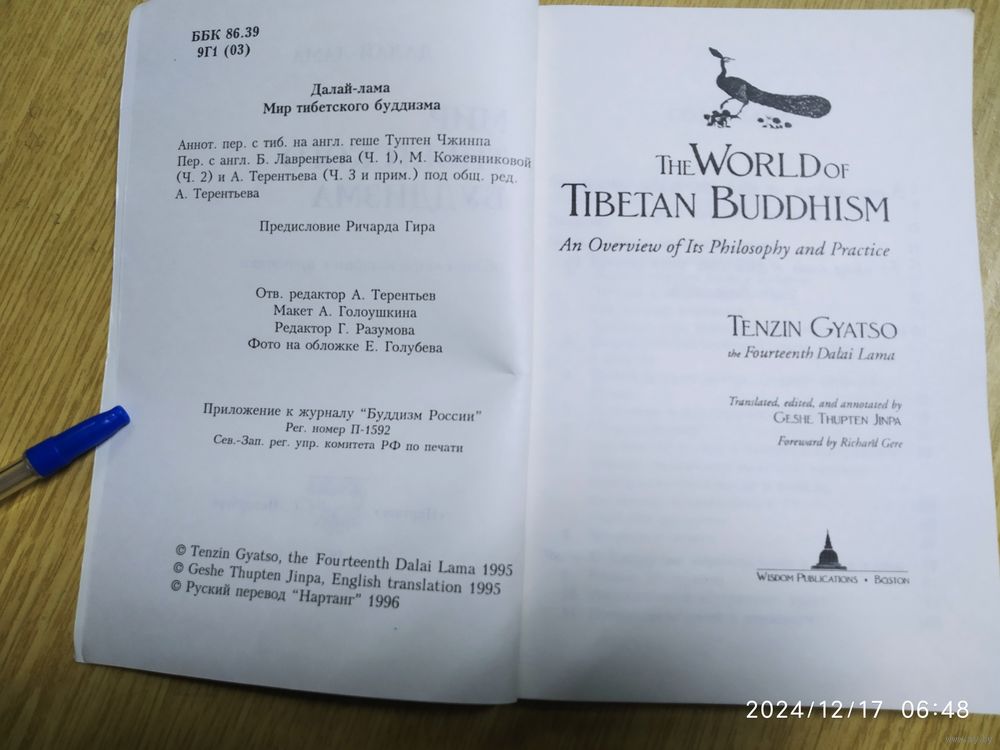 ББК 86.39
9Г1 (03)
Далай-лама
Мир тибетского буддизма
Аннот. пер. с тиб. на англ. геше Туптен Чжинпа
Пер. с англ. Б. Лаврентьева (Ч. 1), М. Кожевниковой
(Ч. 2) и А. Терентьева (Ч. 3 и прим.) под общ. ред.
А. Терентьева
Предисловие Ричарда Гира
Отв. редактор А. Терентьев
Макет А. Голоушкина
Редактор Г. Разумова
Фото на обложке Е. Голубева
Приложение к журналу "Буддизм России"
Рег. номер П-1592
Сев.-Зап. рег. упр. комитета РФ по печати
© Tenzin Gyatso, the Fourteenth Dalai Lama 1995
© Geshe Thupten Jinpa, English translation 1995
© Руский перевод "Нартанг" 1996
THE WORLD OF
TIBETAN BUDDHISM
An Overview of Its Philosophy and Practice
TENZIN GYATSO
the Fourteenth Dalai Lama
Translated, edited, and annotated by
GESHE THUPTEN JINPA
Foreward by Richard Gere
WISDOM PUBLICATIONS • BOSTON
2024/12/17 06:48